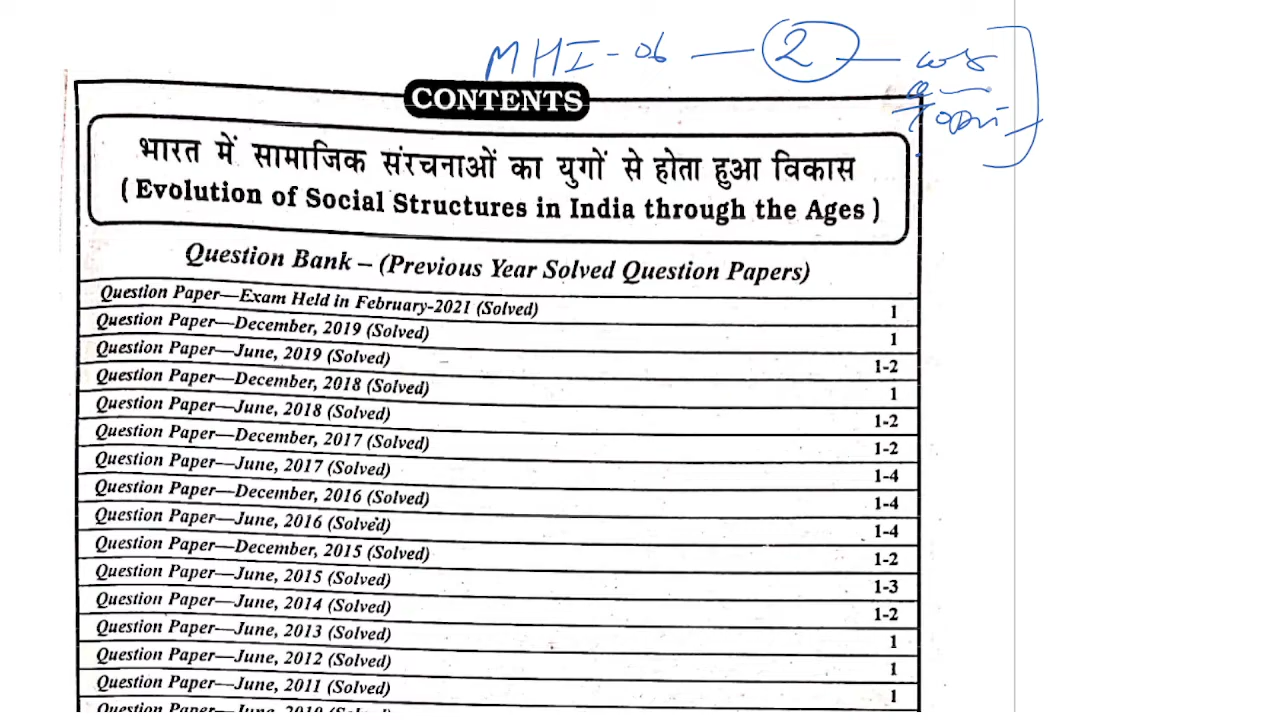 MHI-06 — 2 —
CONTENTS
भारत में सामाजिक संरचनाओं का युगों से होता हुआ विकास
( Evolution of Social Structures in India through the Ages )
Question Bank – (Previous Year Solved Question Papers)
Question Paper—Exam Held in February-2021 (Solved) 1
Question Paper—December, 2019 (Solved) 1
Question Paper—June, 2019 (Solved) 1-2
Question Paper—December, 2018 (Solved) 1
Question Paper—June, 2018 (Solved) 1-2
Question Paper—December, 2017 (Solved) 1-2
Question Paper—June, 2017 (Solved) 1-4
Question Paper—December, 2016 (Solved) 1-4
Question Paper—June, 2016 (Solved) 1-4
Question Paper—December, 2015 (Solved) 1-2
Question Paper—June, 2015 (Solved) 1-3
Question Paper—June, 2014 (Solved) 1-2
Question Paper—June, 2013 (Solved) 1
Question Paper—June, 2012 (Solved) 1
Question Paper—June, 2011 (Solved) 1
Question Paper—June, 2010 (Solved)